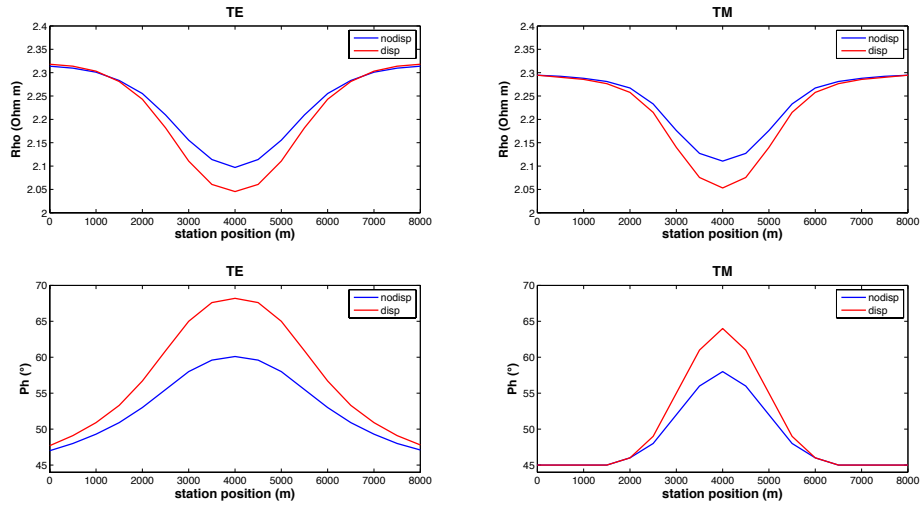 TE
2.4
2.35
2.3
2.25
2.2
2.15
2.1
2.05
2
Rho (Ohm m)
nodisp
disp
0 1000 2000 3000 4000 5000 6000 7000 8000
station position (m)
TM
2.4
2.35
2.3
2.25
2.2
2.15
2.1
2.05
2
Rho (Ohm m)
nodisp
disp
0 1000 2000 3000 4000 5000 6000 7000 8000
station position (m)
TE
70
65
60
55
50
45
Ph (°)
nodisp
disp
0 1000 2000 3000 4000 5000 6000 7000 8000
station position (m)
TM
70
65
60
55
50
45
Ph (°)
nodisp
disp
0 1000 2000 3000 4000 5000 6000 7000 8000
station position (m)